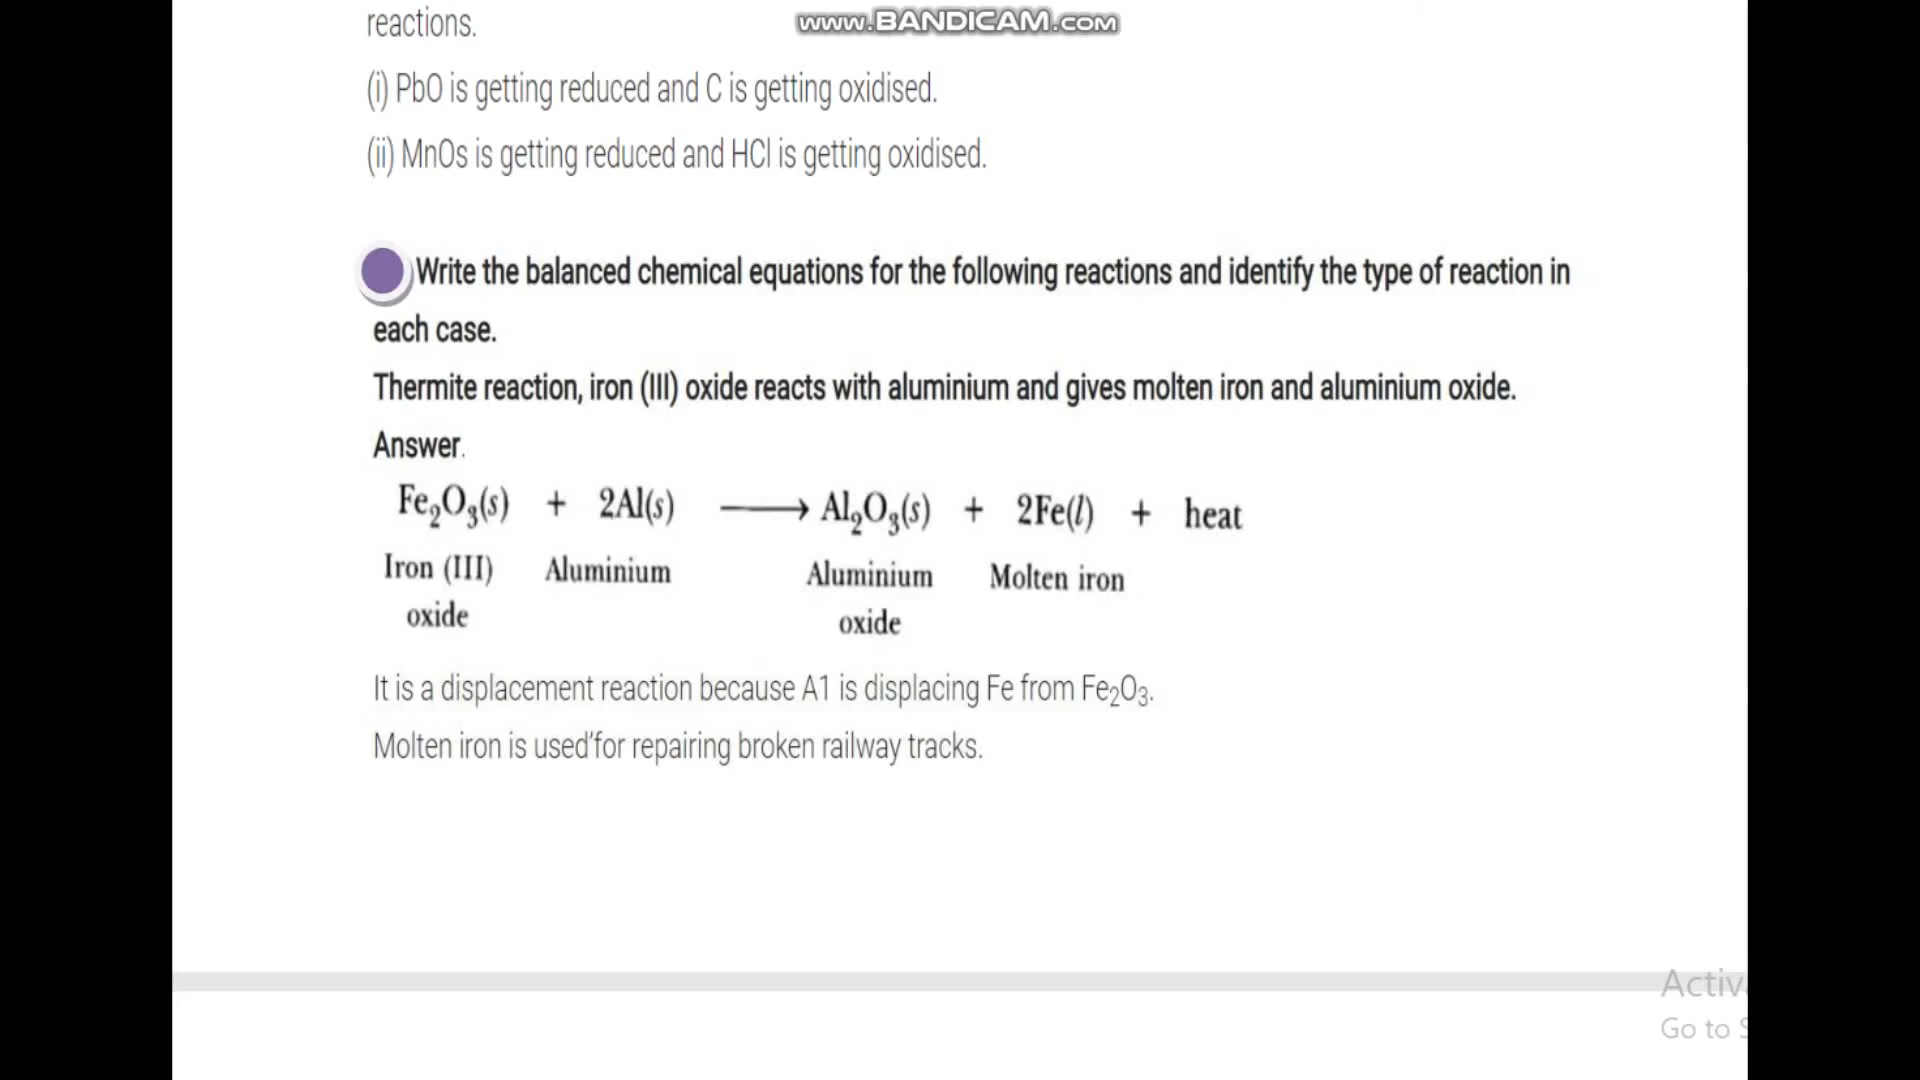 www.BANDICAM.com
reactions.
(i) PbO is getting reduced and C is getting oxidised.
(ii) MnOs is getting reduced and HCl is getting oxidised.
Write the balanced chemical equations for the following reactions and identify the type of reaction in
each case.
Thermite reaction, iron (III) oxide reacts with aluminium and gives molten iron and aluminium oxide.
Answer.
Fe₂O₃(s) + 2Al(s) ⟶ Al₂O₃(s) + 2Fe(l) + heat
Iron (III) Aluminium Aluminium Molten iron
oxide oxide
It is a displacement reaction because A1 is displacing Fe from Fe₂O₃.
Molten iron is used’for repairing broken railway tracks.
Activ
Go to S